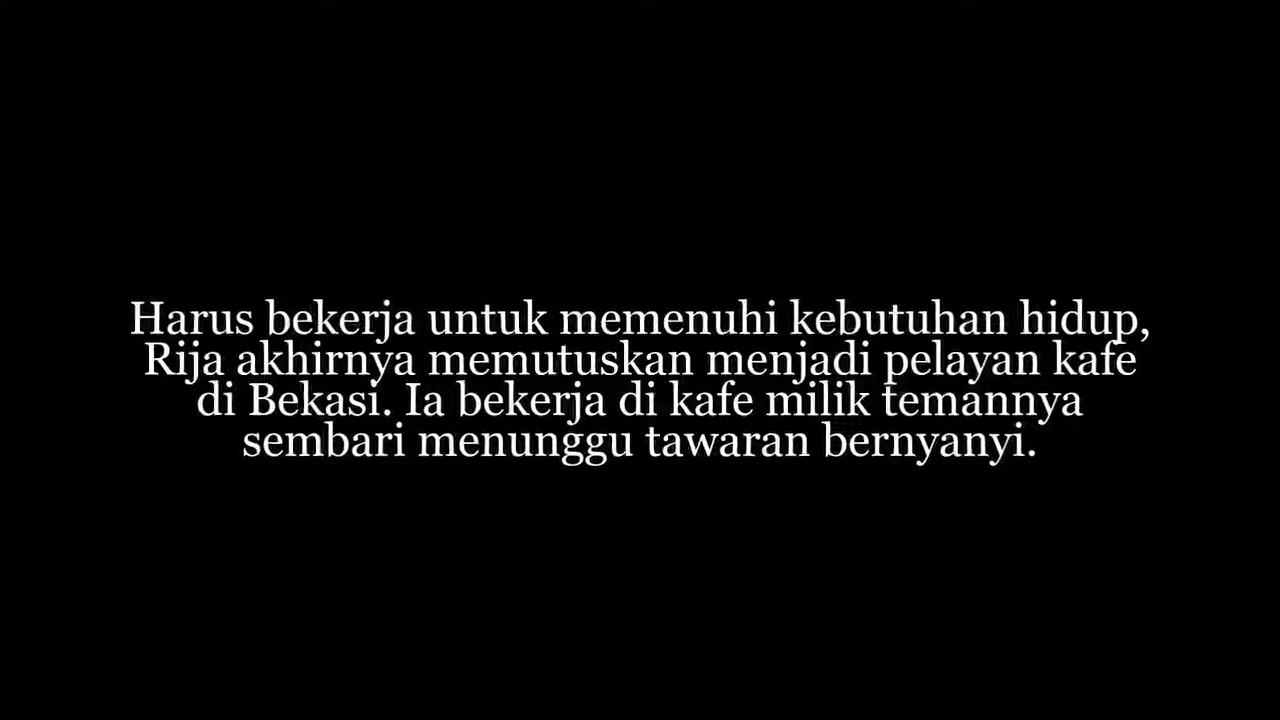 Harus bekerja untuk memenuhi kebutuhan hidup,
Rija akhirnya memutuskan menjadi pelayan kafe
di Bekasi. Ia bekerja di kafe milik temannya
sembari menunggu tawaran bernyanyi.